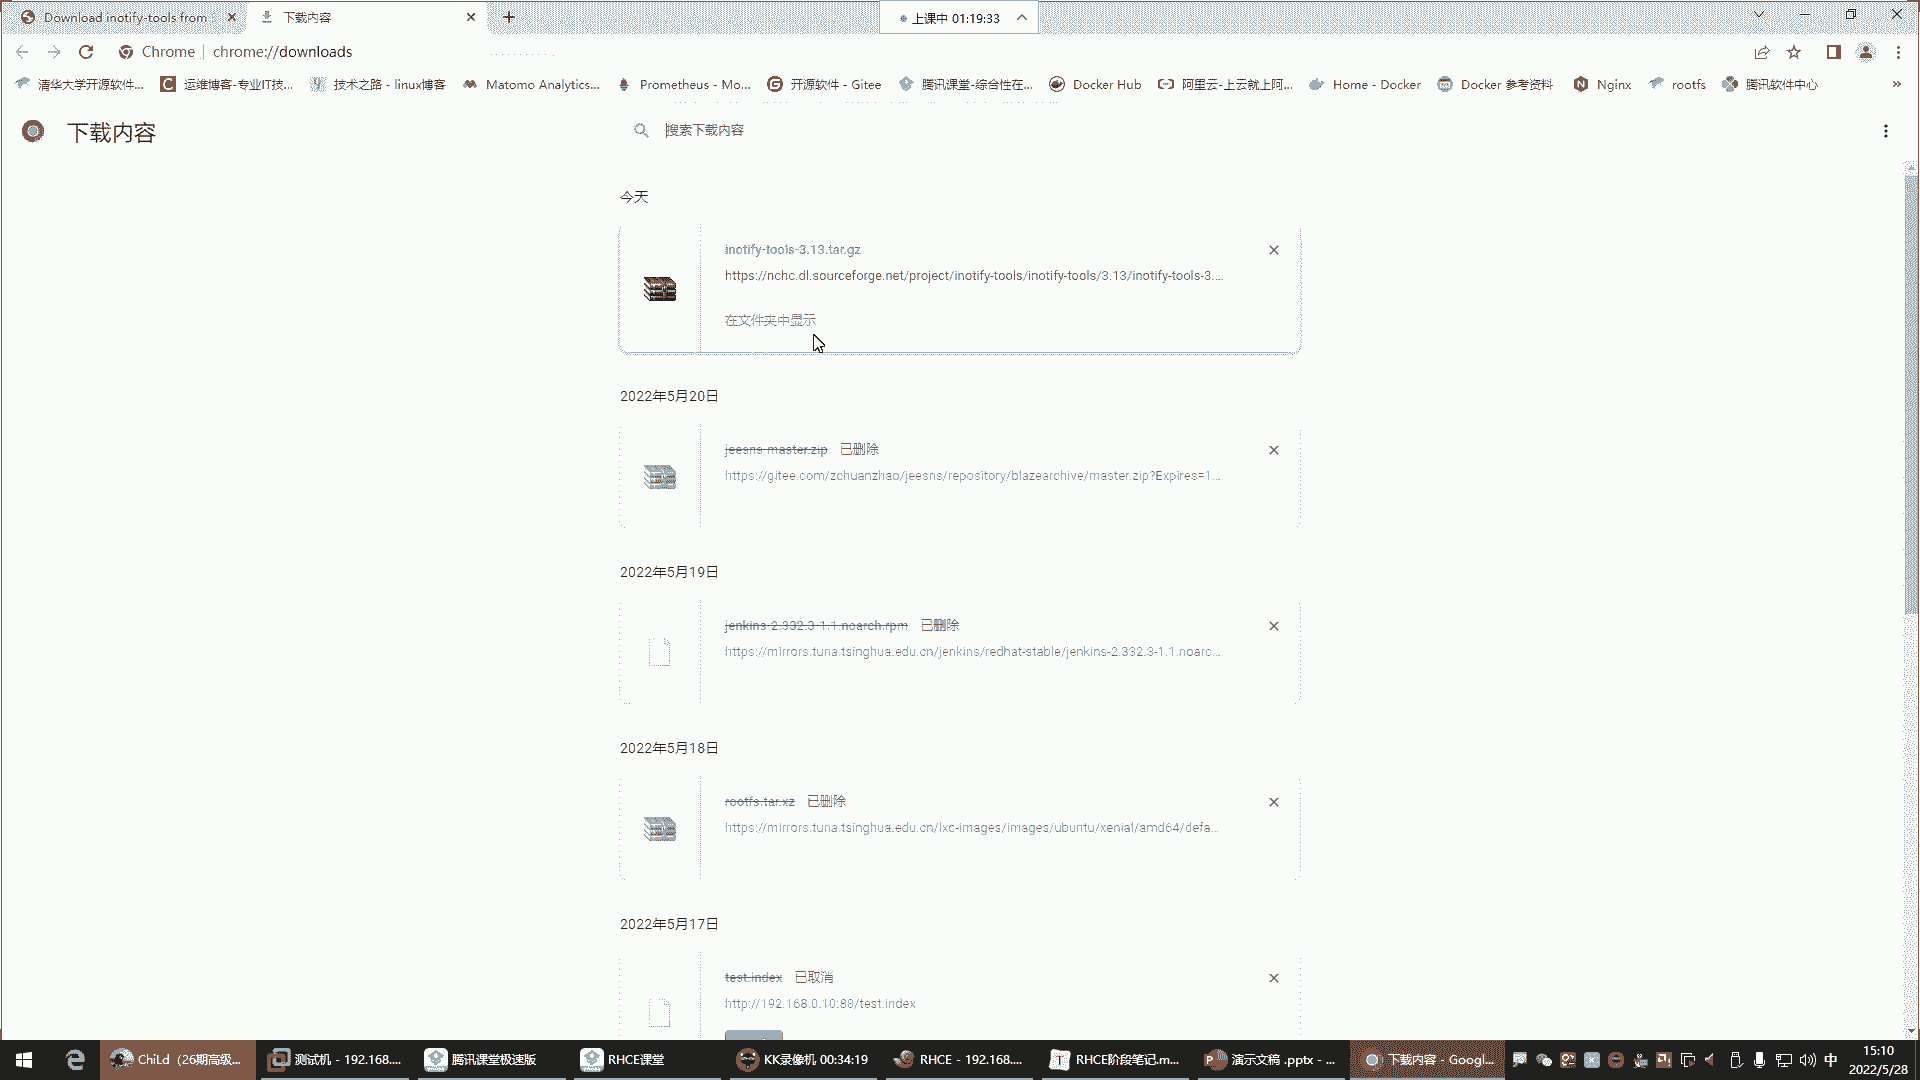 Download inotify-tools from
下载内容
上课中 01:19:33
Chrome
chrome://downloads
清华大学开源软件...
运维博客-专业IT技...
技术之路 - linux博客
Matomo Analytics...
Prometheus - Mo...
开源软件 - Gitee
腾讯课堂-综合性在...
Docker Hub
阿里云-上云就上阿...
Home - Docker
Docker 参考资料
Nginx
rootfs
腾讯软件中心
»
下载内容
搜索下载内容
今天
inotify-tools-3.13.tar.gz
https://nchc.dl.sourceforge.net/project/inotify-tools/inotify-tools/3.13/inotify-tools-3....
在文件夹中显示
2022年5月20日
jeesns-master.zip 已删除
https://gitee.com/zchuanzhao/jeesns/repository/blazearchive/master.zip?Expires=1...
2022年5月19日
jenkins-2.332.3-1.1.noarch.rpm 已删除
https://mirrors.tuna.tsinghua.edu.cn/jenkins/redhat-stable/jenkins-2.332.3-1.1.noarc...
2022年5月18日
rootfs.tar.xz 已删除
https://mirrors.tuna.tsinghua.edu.cn/lxc-images/images/ubuntu/xenial/amd64/defa...
2022年5月17日
test.index 已取消
http://192.168.0.10:88/test.index
ChiLd（26期高级...
测试机 - 192.168....
腾讯课堂极速版
RHCE课堂
KK录像机 00:34:19
RHCE - 192.168....
RHCE阶段笔记.m...
演示文稿 .pptx - ...
下载内容 - Googl...
中
15:10
2022/5/28